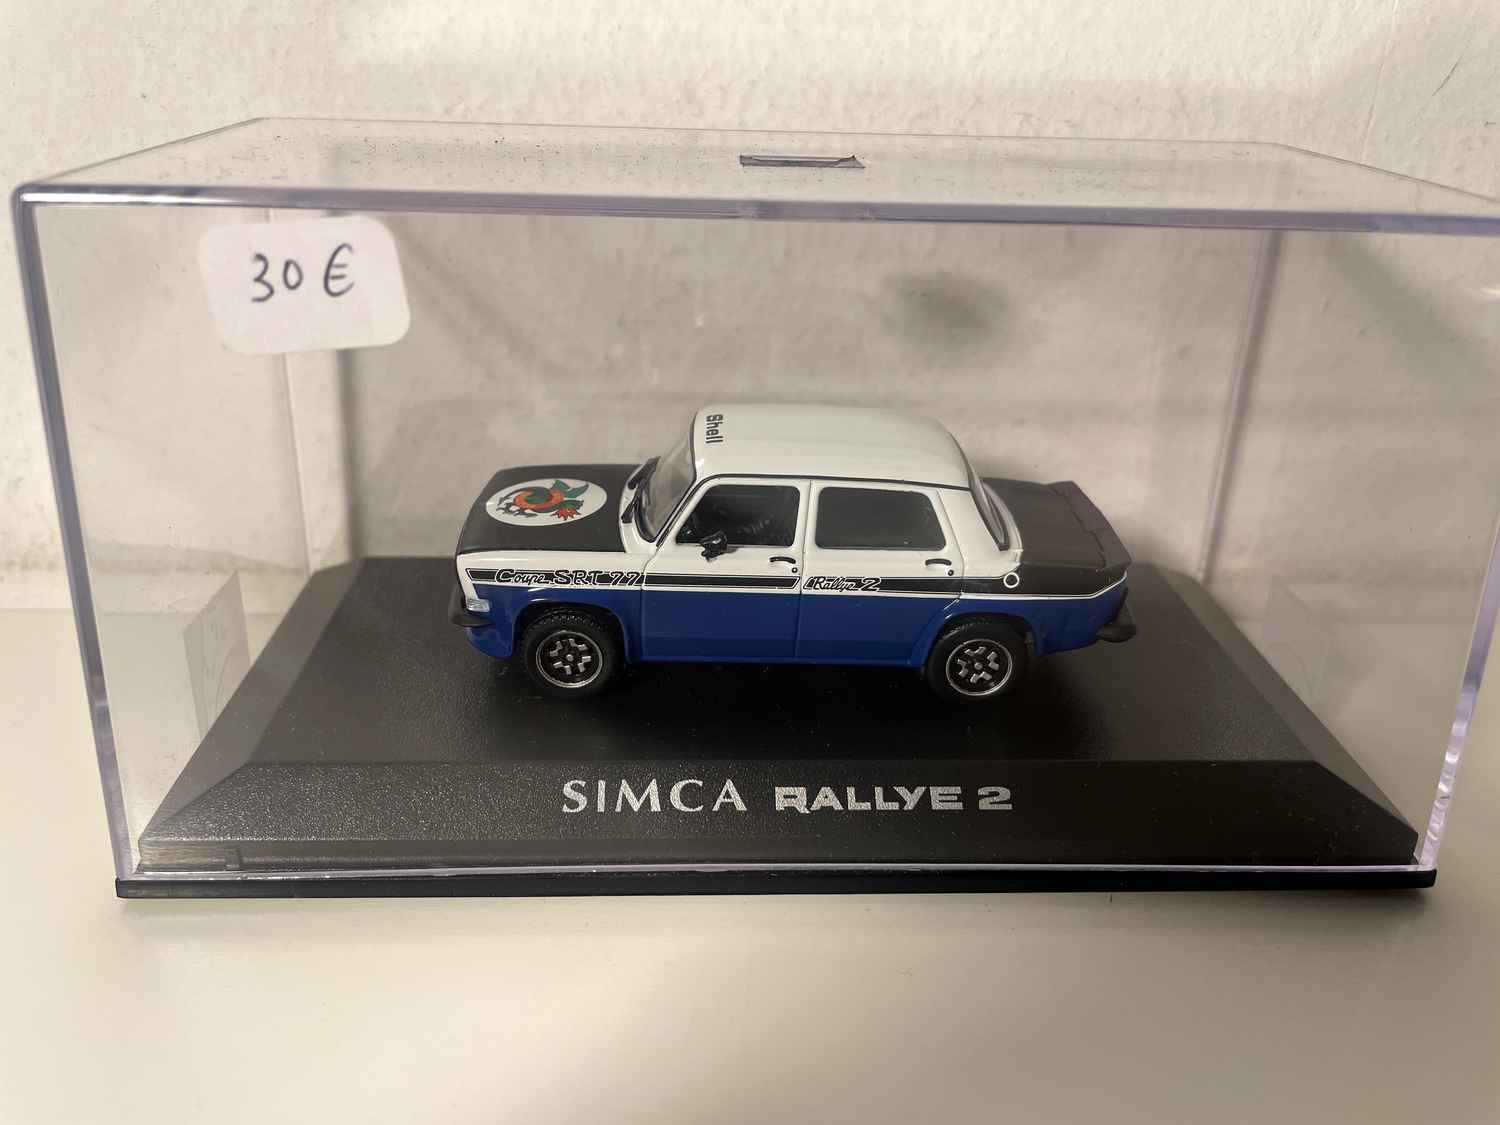 30 €
Shell
Coupe SRT 77
Rallye 2
SIMCA RALLYE 2